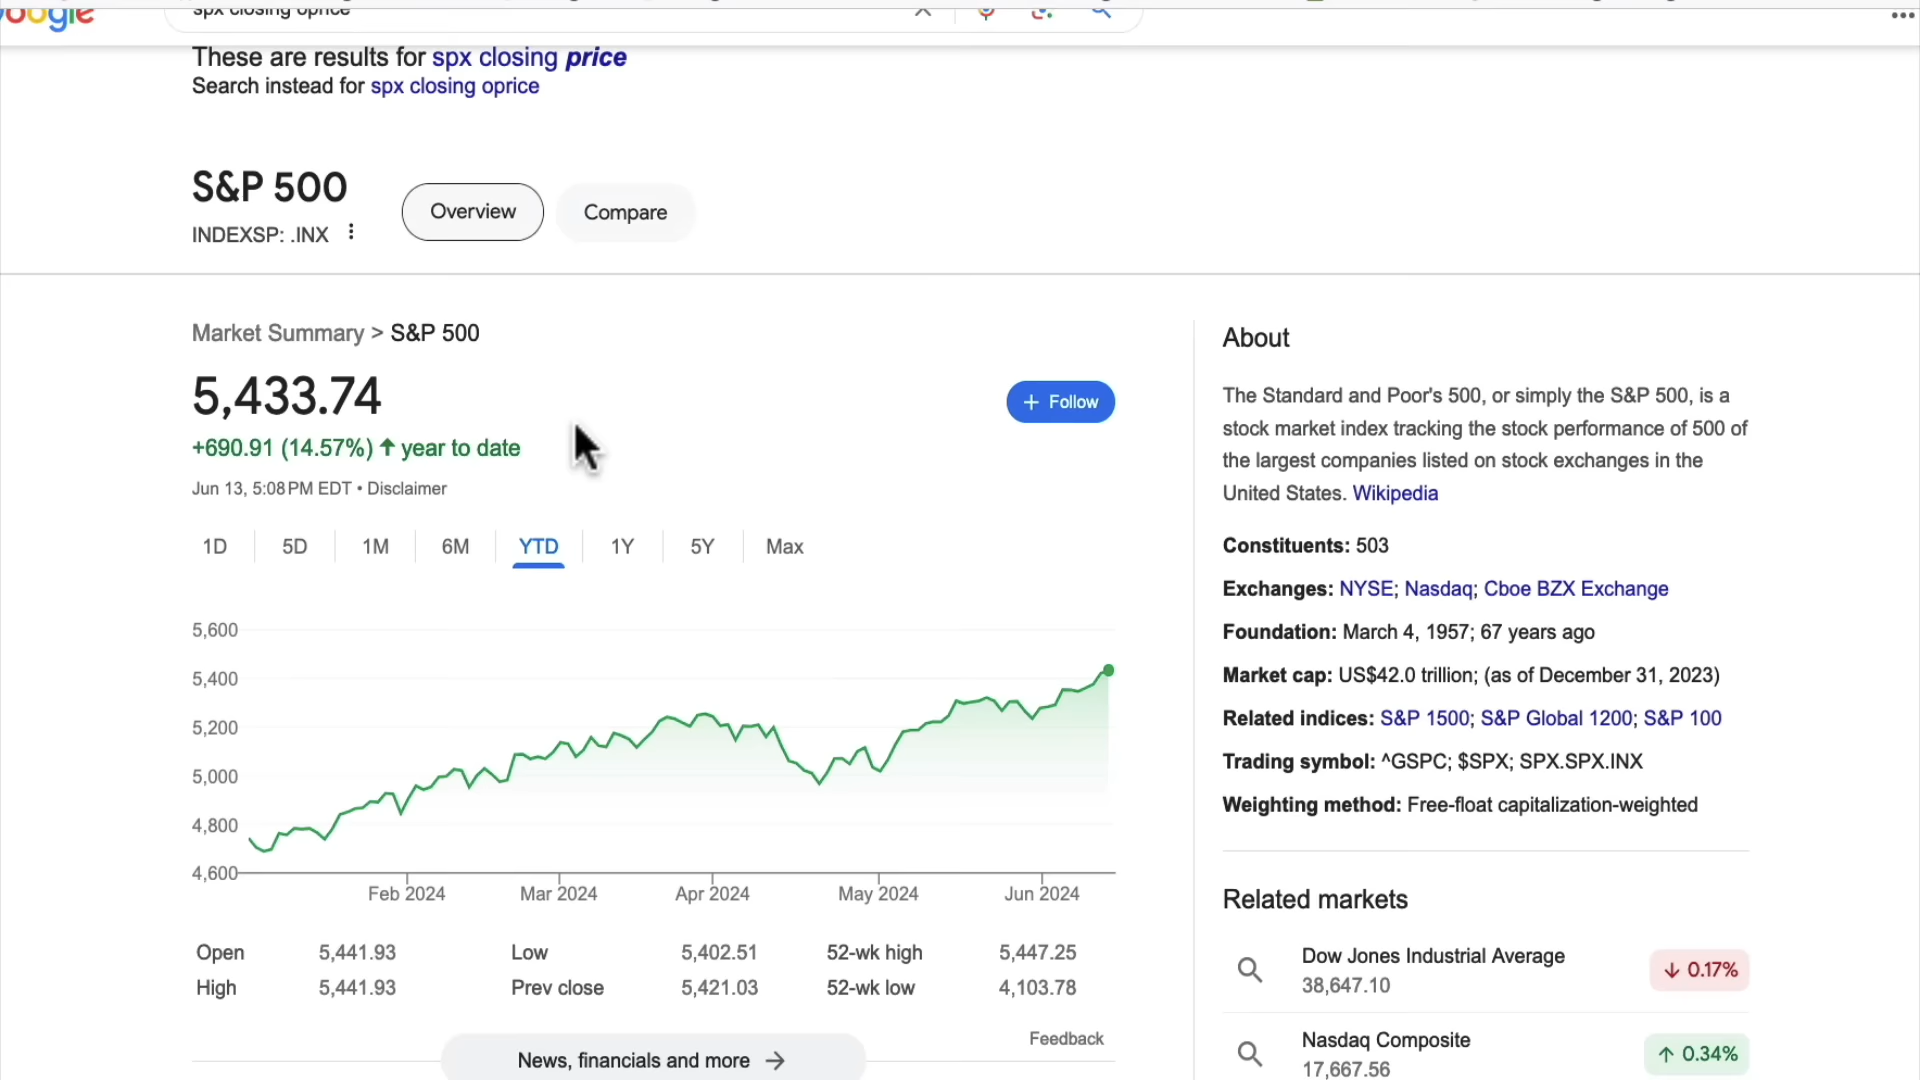 Google
spx closing oprice
These are results for spx closing price
Search instead for spx closing oprice
S&P 500
INDEXSP: .INX
Overview
Compare
Market Summary > S&P 500
5,433.74
+ Follow
+690.91 (14.57%) ↑ year to date
Jun 13, 5:08 PM EDT • Disclaimer
1D
5D
1M
6M
YTD
1Y
5Y
Max
5,600
5,400
5,200
5,000
4,800
4,600
Feb 2024
Mar 2024
Apr 2024
May 2024
Jun 2024
Open 5,441.93 Low 5,402.51 52-wk high 5,447.25
High 5,441.93 Prev close 5,421.03 52-wk low 4,103.78
Feedback
News, financials and more →
About
The Standard and Poor's 500, or simply the S&P 500, is a
stock market index tracking the stock performance of 500 of
the largest companies listed on stock exchanges in the
United States. Wikipedia
Constituents: 503
Exchanges: NYSE; Nasdaq; Cboe BZX Exchange
Foundation: March 4, 1957; 67 years ago
Market cap: US$42.0 trillion; (as of December 31, 2023)
Related indices: S&P 1500; S&P Global 1200; S&P 100
Trading symbol: ^GSPC; $SPX; SPX.SPX.INX
Weighting method: Free-float capitalization-weighted
Related markets
Dow Jones Industrial Average
38,647.10
↓ 0.17%
Nasdaq Composite
17,667.56
↑ 0.34%